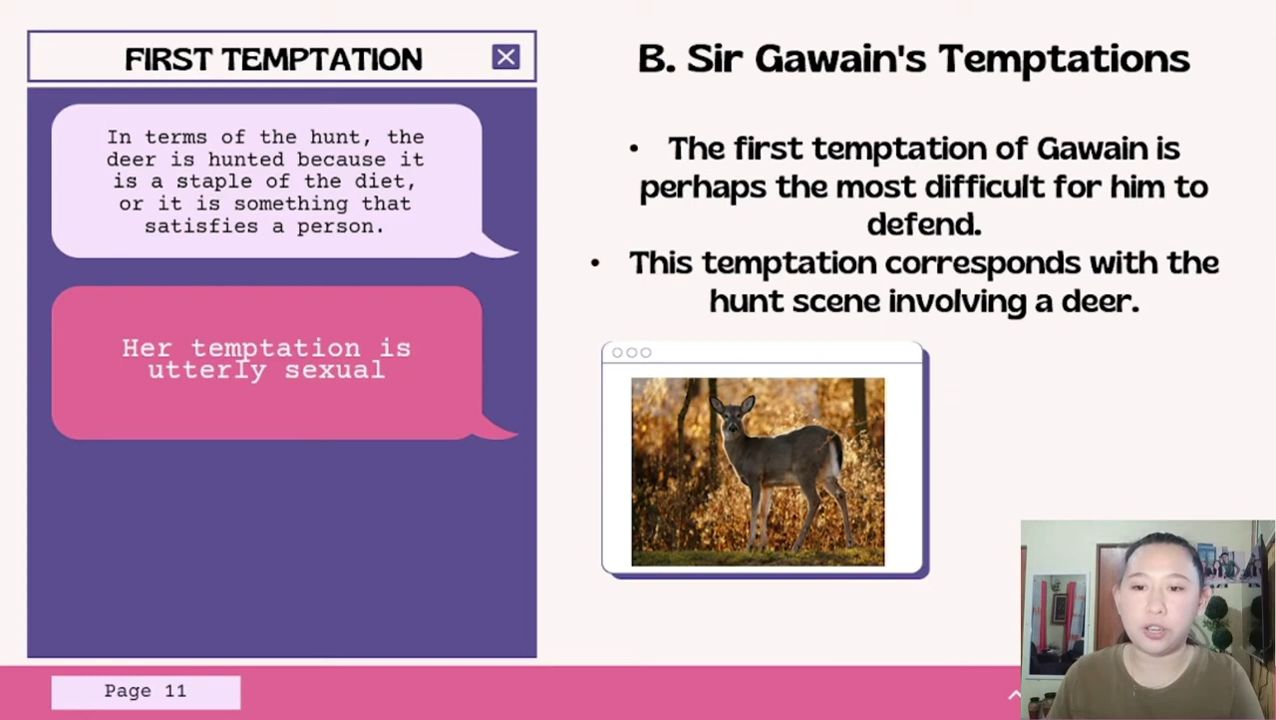 FIRST TEMPTATION
In terms of the hunt, the
deer is hunted because it
is a staple of the diet,
or it is something that
satisfies a person.
Her temptation is
utterly sexual
B. Sir Gawain's Temptations
• The first temptation of Gawain is
perhaps the most difficult for him to
defend.
• This temptation corresponds with the
hunt scene involving a deer.
Page 11